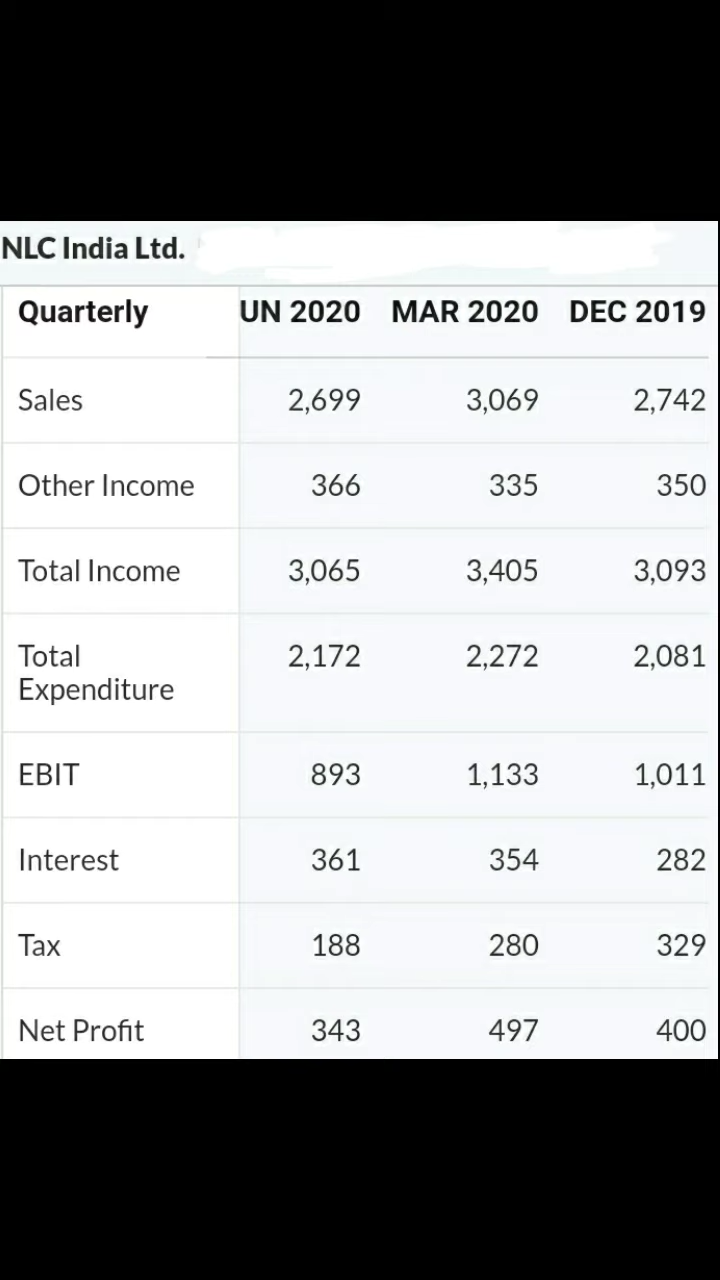 NLC India Ltd.
Quarterly UN 2020 MAR 2020 DEC 2019
Sales 2,699 3,069 2,742
Other Income 366 335 350
Total Income 3,065 3,405 3,093
Total 2,172 2,272 2,081
Expenditure
EBIT 893 1,133 1,011
Interest 361 354 282
Tax 188 280 329
Net Profit 343 497 400